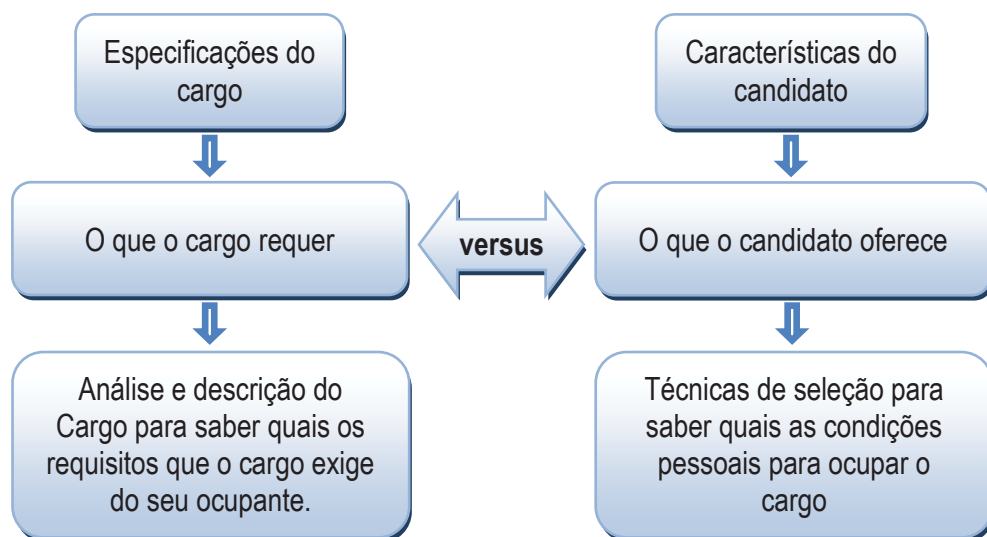 Especificações do
cargo
Características do
candidato
O que o cargo requer
versus
O que o candidato oferece
Análise e descrição do
Cargo para saber quais os
requisitos que o cargo exige
do seu ocupante.
Técnicas de seleção para
saber quais as condições
pessoais para ocupar o
cargo